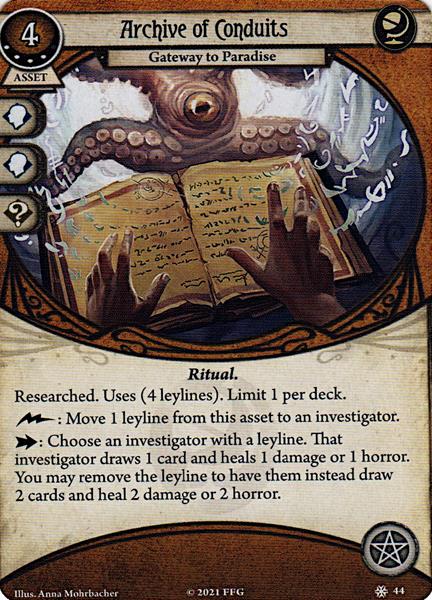 4
Archive of Conduits
ASSET
Gateway to Paradise
?
Ritual.
Researched. Uses (4 leylines). Limit 1 per deck.
: Move 1 leyline from this asset to an investigator.
: Choose an investigator with a leyline. That
investigator draws 1 card and heals 1 damage or 1 horror.
You may remove the leyline to have them instead draw
2 cards and heal 2 damage or 2 horror.
Illus. Anna Mohrbacher
© 2021 FFG
44